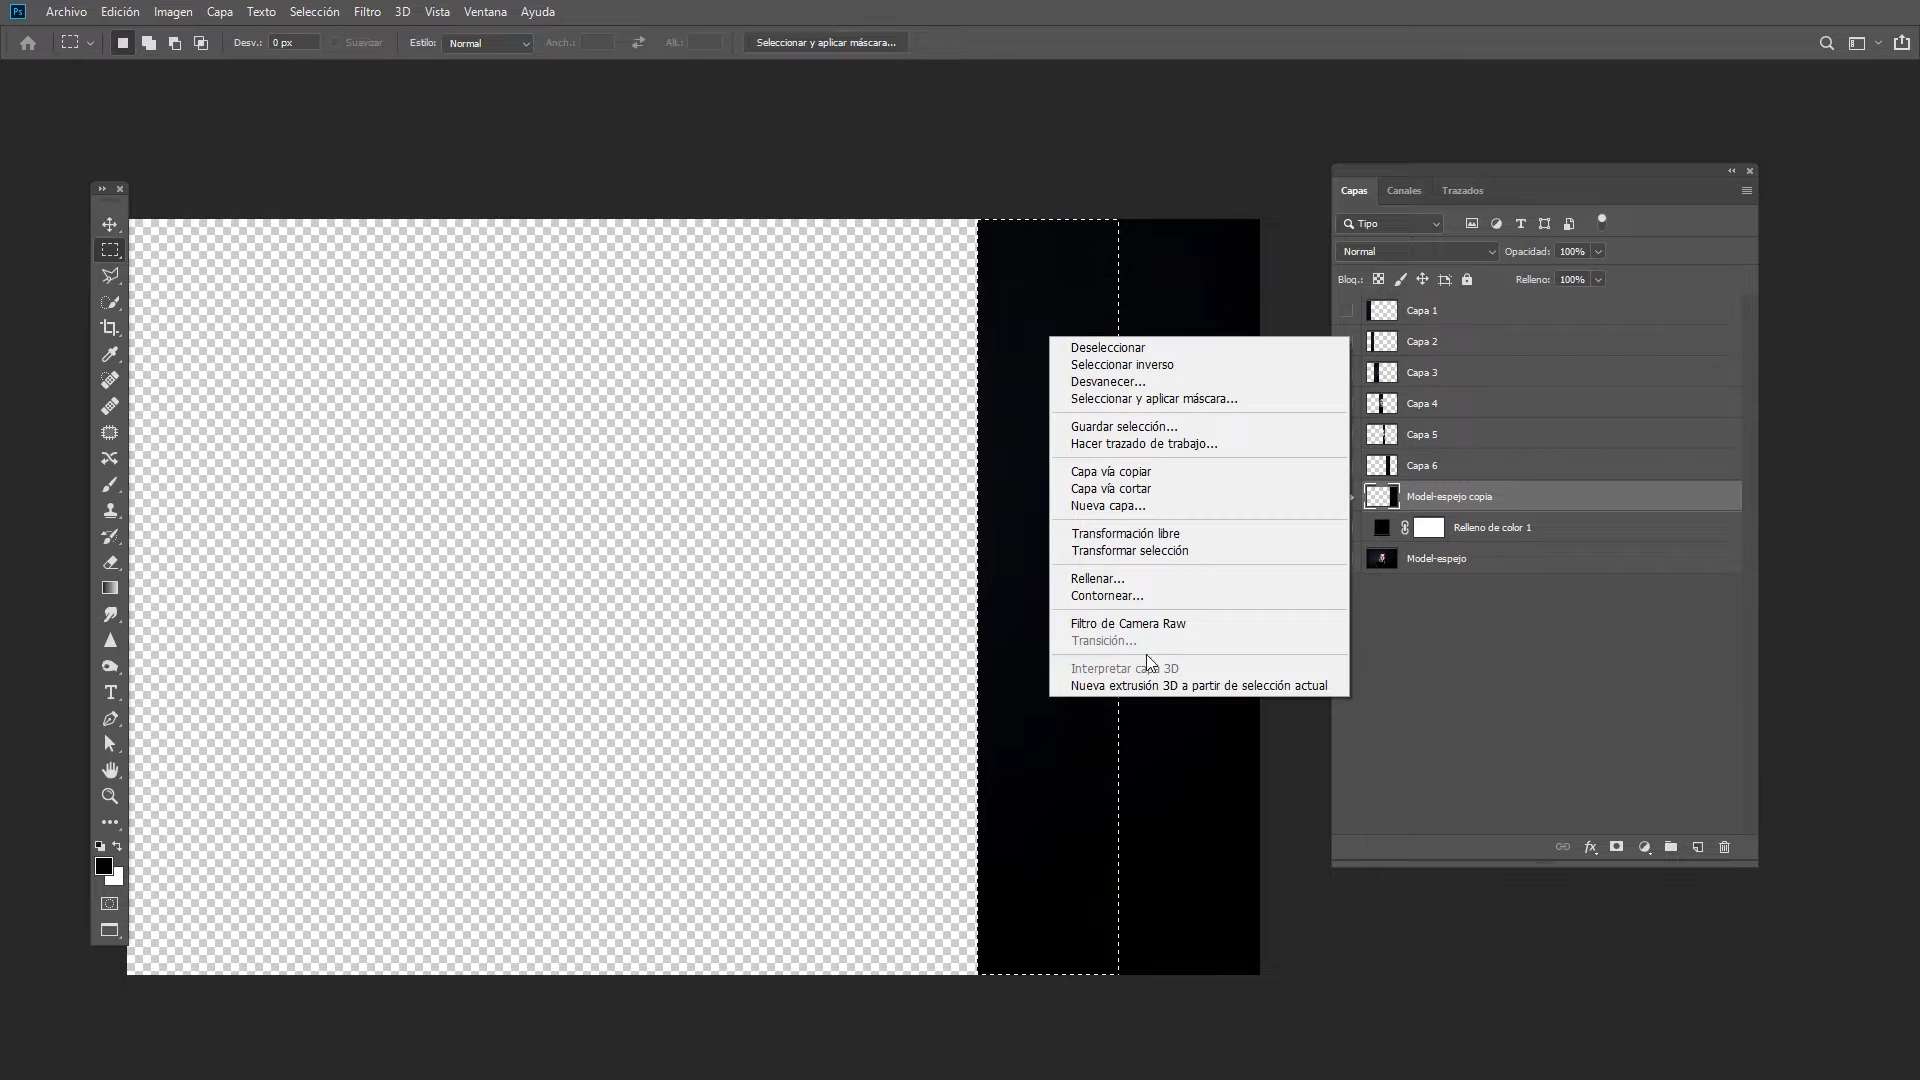 Ps Archivo Edición Imagen Capa Texto Selección Filtro 3D Vista Ventana Ayuda
Desv.: 0 px Suavizar Estilo: Normal Anch.: Alt.: Seleccionar y aplicar máscara...
Capas Canales Trazados
Tipo
Normal Opacidad: 100%
Bloq.: Relleno: 100%
Capa 1
Capa 2
Capa 3
Capa 4
Capa 5
Capa 6
Model-espejo copia
Relleno de color 1
Model-espejo
Deseleccionar
Seleccionar inverso
Desvanecer...
Seleccionar y aplicar máscara...
Guardar selección...
Hacer trazado de trabajo...
Capa vía copiar
Capa vía cortar
Nueva capa...
Transformación libre
Transformar selección
Rellenar...
Contornear...
Filtro de Camera Raw
Transición...
Interpretar capa 3D
Nueva extrusión 3D a partir de selección actual